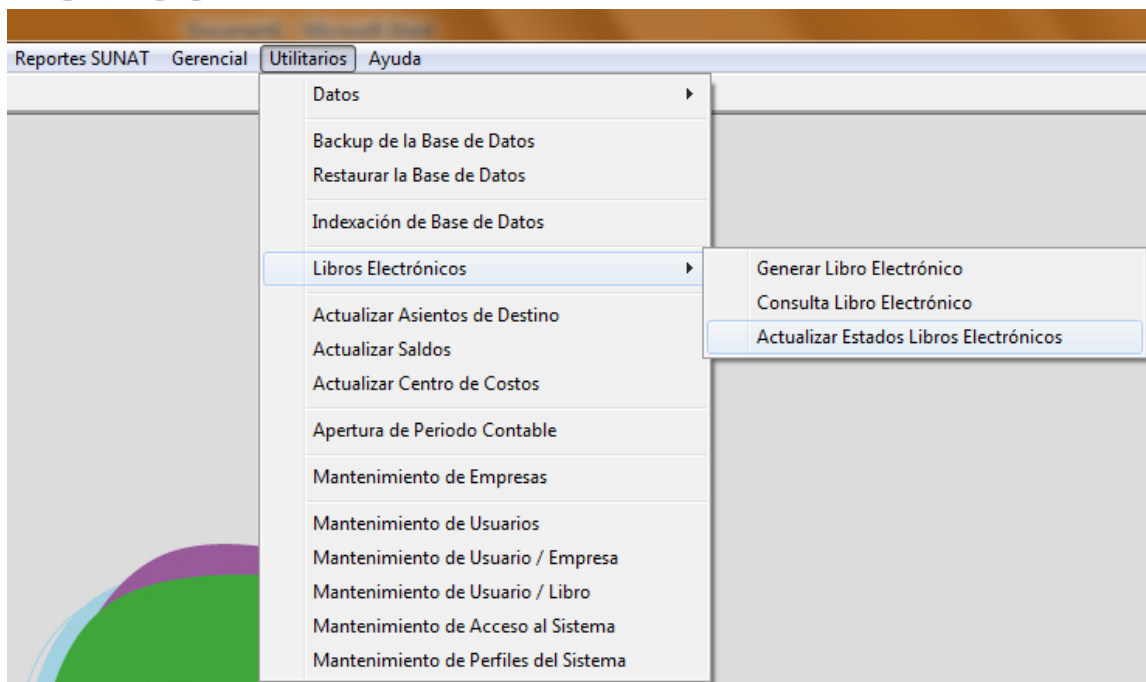 Reportes SUNAT Gerencial Utilitarios Ayuda
Datos
Backup de la Base de Datos
Restaurar la Base de Datos
Indexación de Base de Datos
Libros Electrónicos
Generar Libro Electrónico
Consulta Libro Electrónico
Actualizar Estados Libros Electrónicos
Actualizar Asientos de Destino
Actualizar Saldos
Actualizar Centro de Costos
Apertura de Periodo Contable
Mantenimiento de Empresas
Mantenimiento de Usuarios
Mantenimiento de Usuario / Empresa
Mantenimiento de Usuario / Libro
Mantenimiento de Acceso al Sistema
Mantenimiento de Perfiles del Sistema